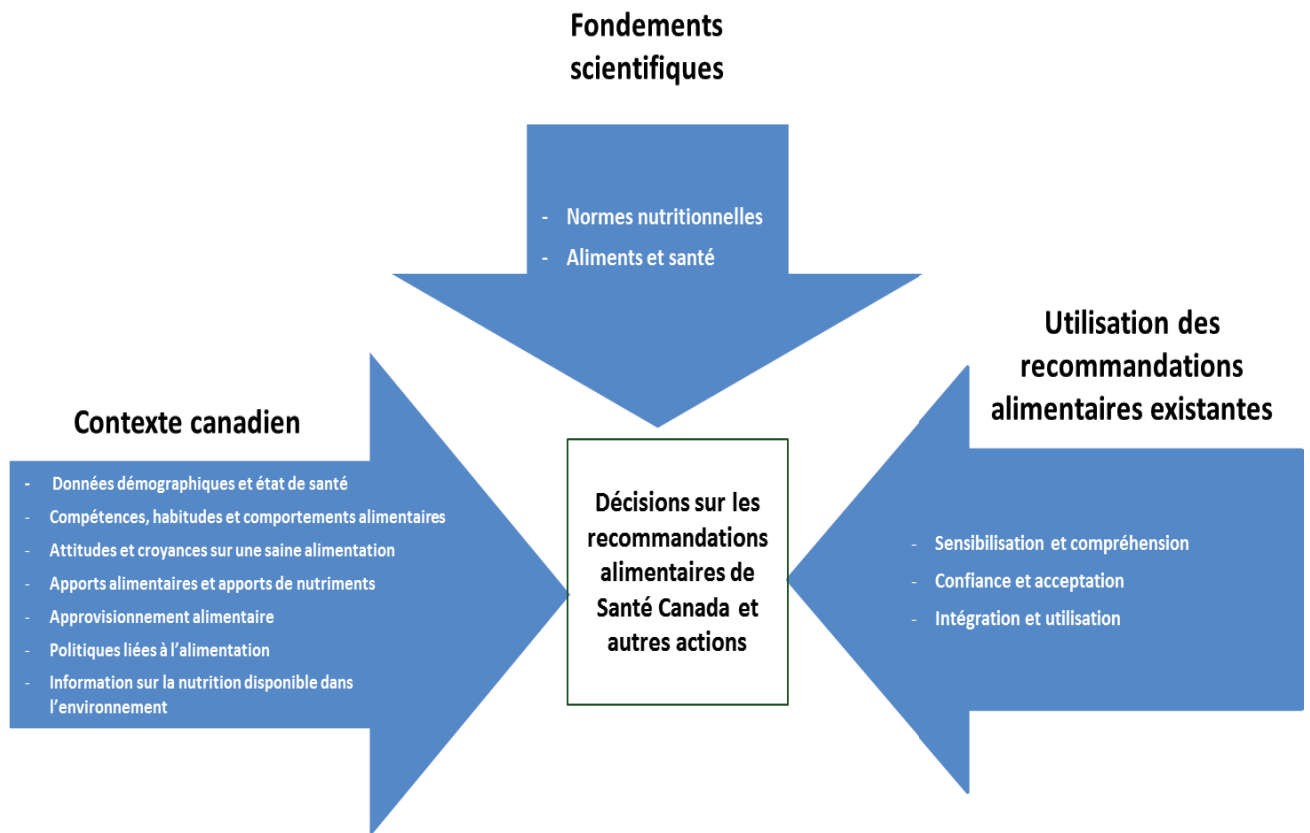 Fondements
scientifiques
- Normes nutritionnelles
- Aliments et santé
Contexte canadien
- Données démographiques et état de santé
- Compétences, habitudes et comportements alimentaires
- Attitudes et croyances sur une saine alimentation
- Apports alimentaires et apports de nutriments
- Approvisionnement alimentaire
- Politiques liées à l’alimentation
- Information sur la nutrition disponible dans
l’environnement
Décisions sur les
recommandations
alimentaires de
Santé Canada et
autres actions
Utilisation des
recommandations
alimentaires existantes
- Sensibilisation et compréhension
- Confiance et acceptation
- Intégration et utilisation